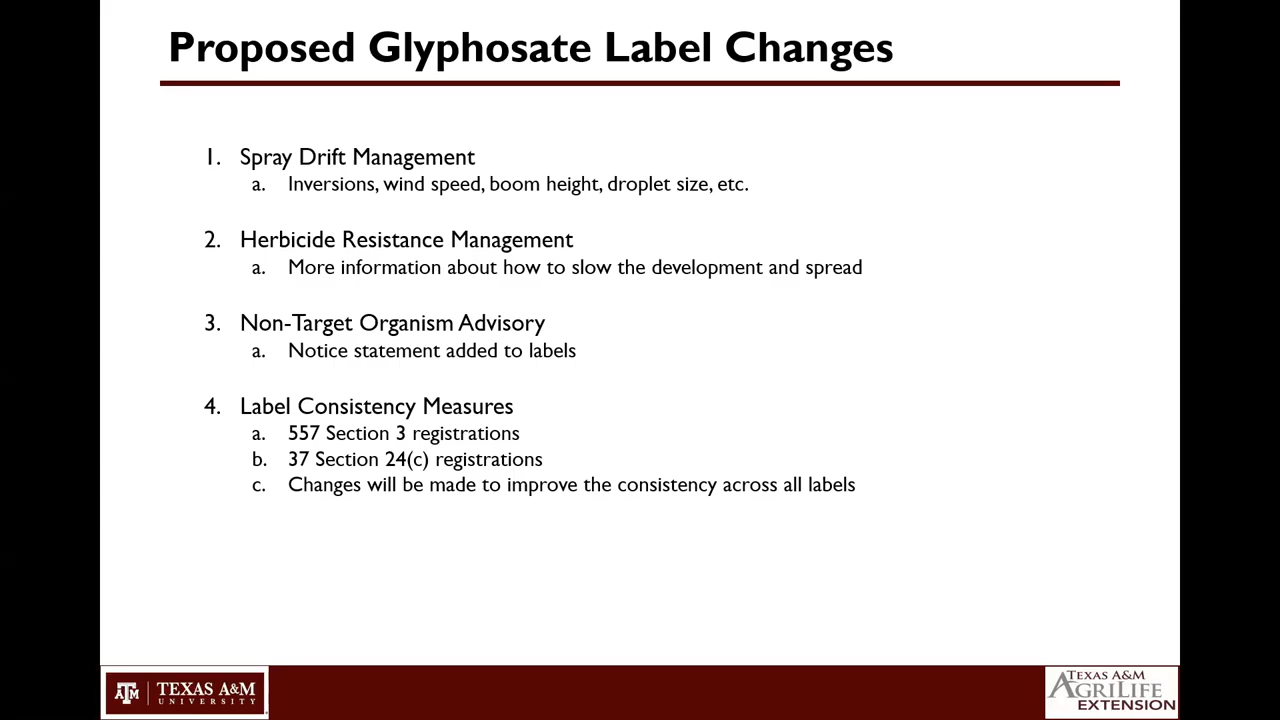 Proposed Glyphosate Label Changes
1. Spray Drift Management
a. Inversions, wind speed, boom height, droplet size, etc.
2. Herbicide Resistance Management
a. More information about how to slow the development and spread
3. Non-Target Organism Advisory
a. Notice statement added to labels
4. Label Consistency Measures
a. 557 Section 3 registrations
b. 37 Section 24(c) registrations
c. Changes will be made to improve the consistency across all labels
ATM TEXAS A&M
UNIVERSITY
TEXAS A&M
AGRILIFE
EXTENSION